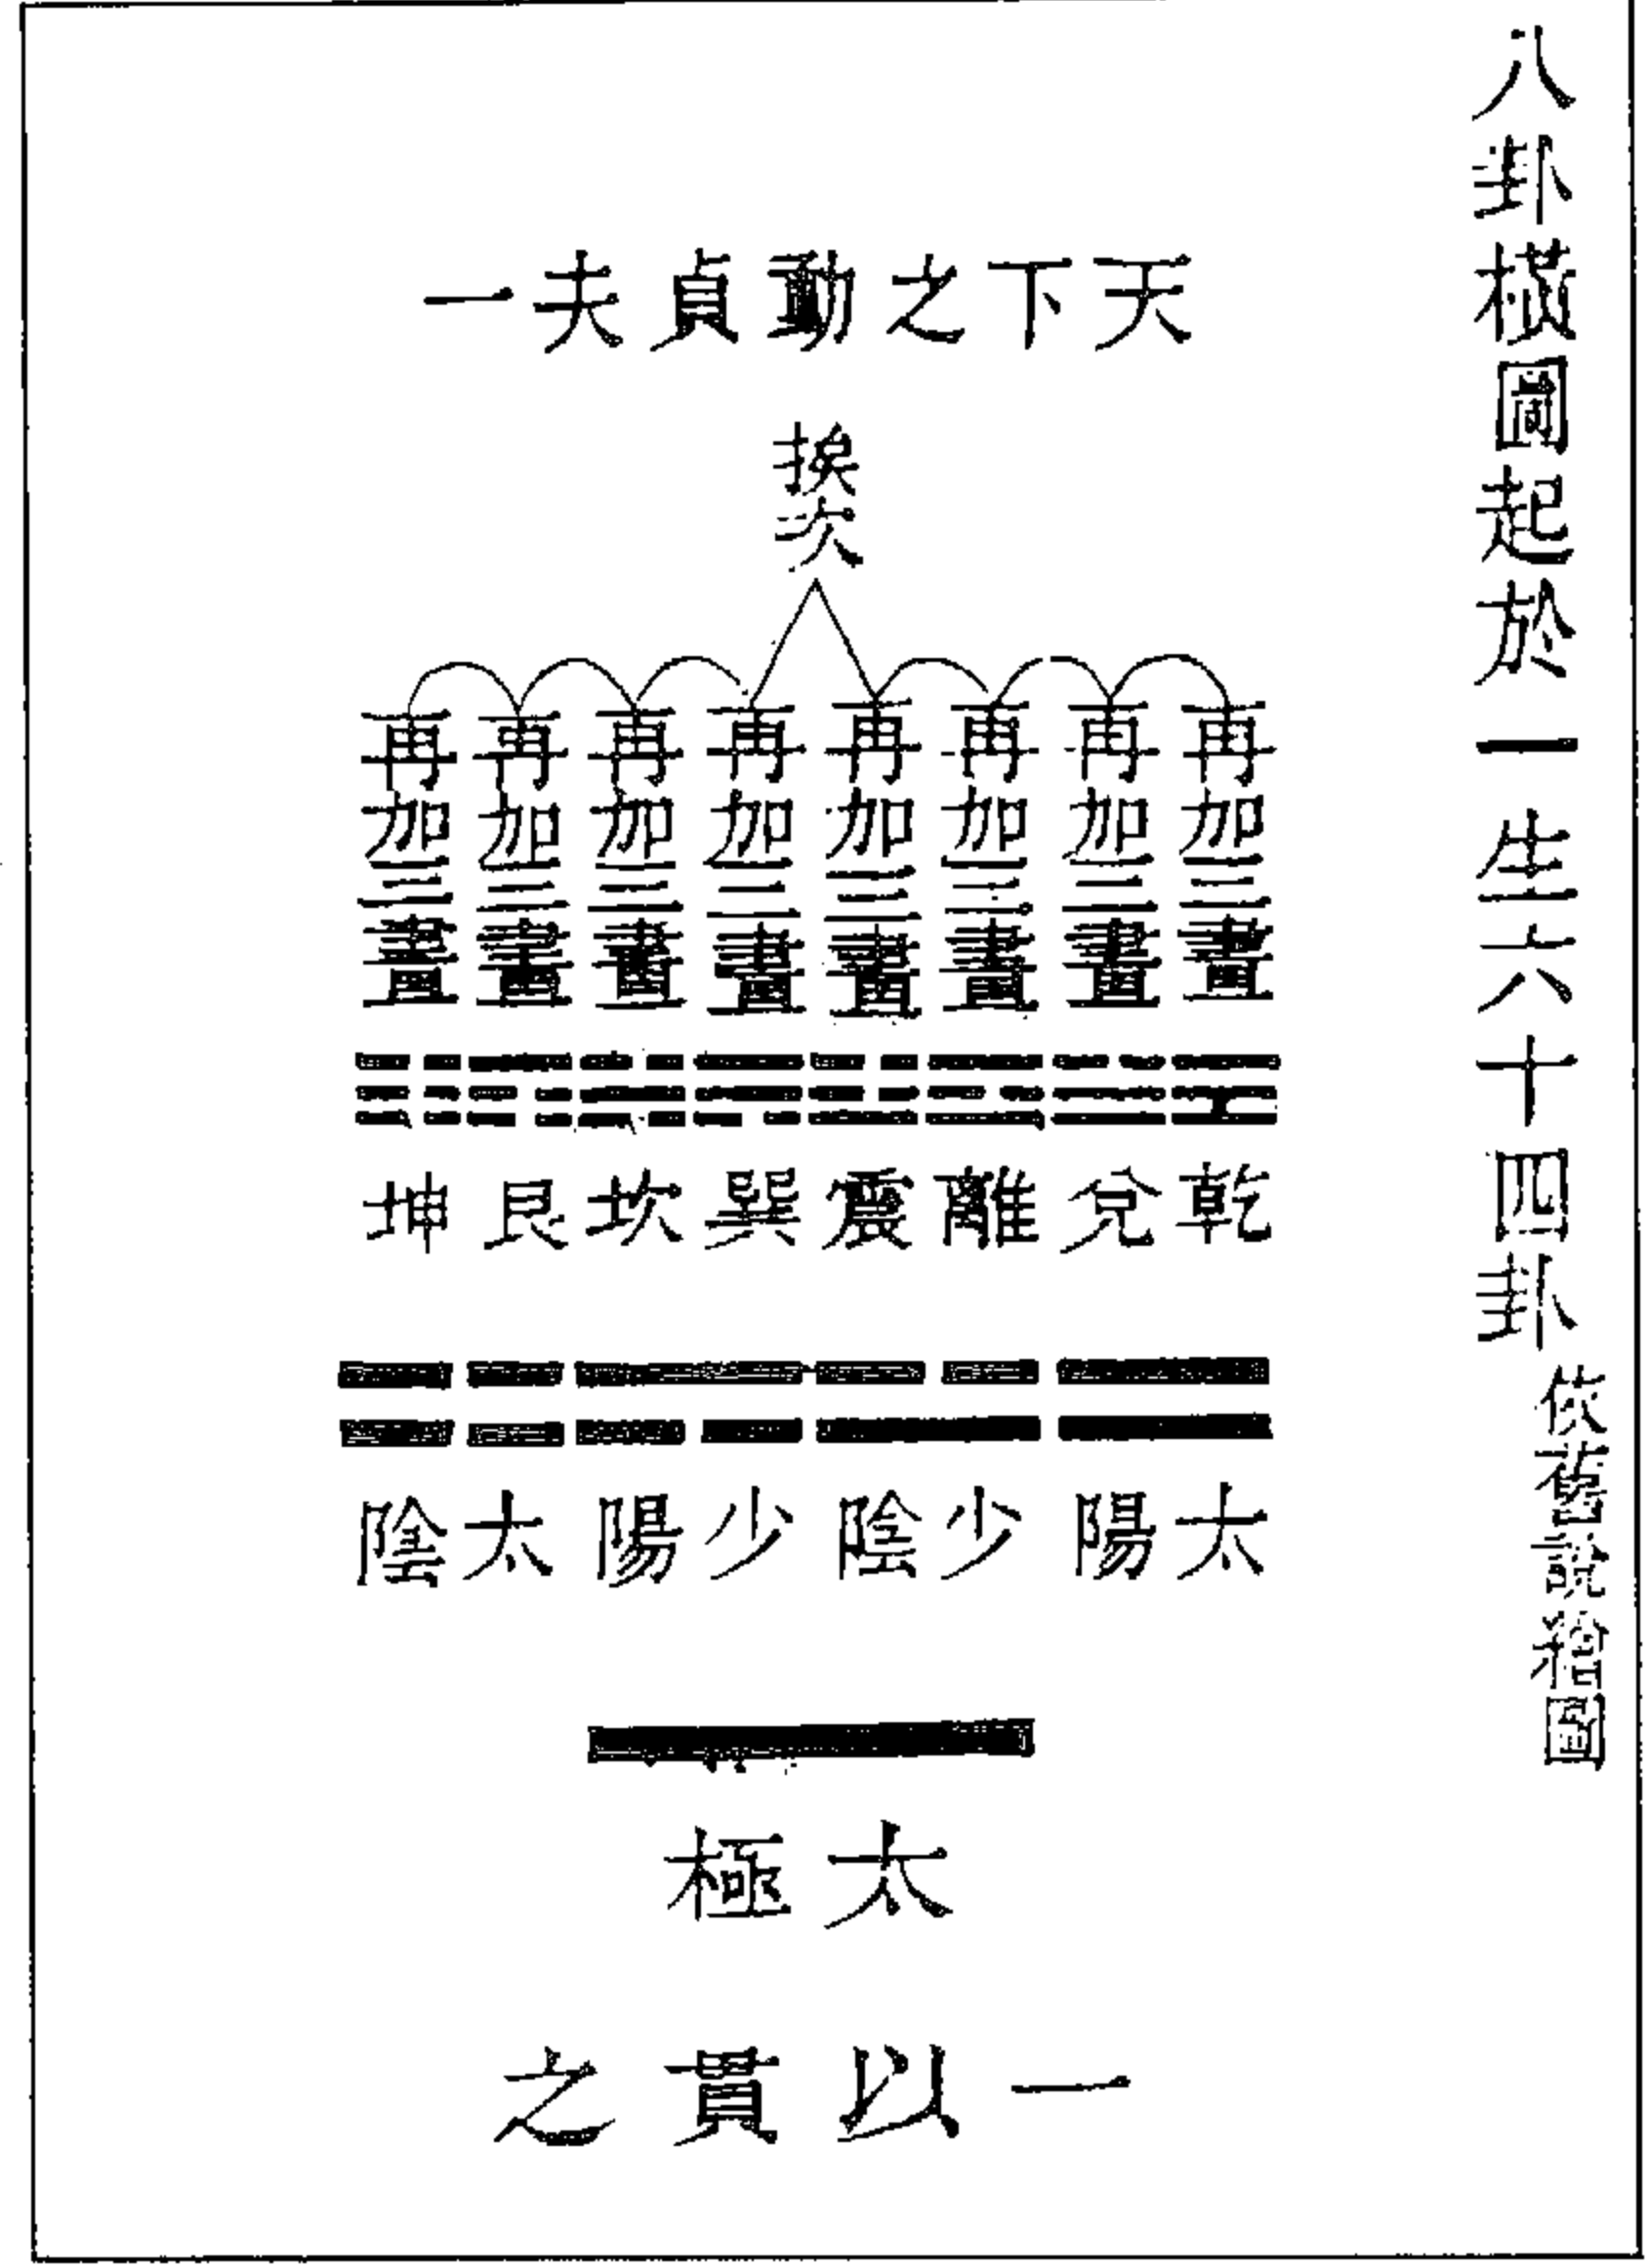 八卦橫圖起於一生六十四卦
依舊說稽圖
天下之動貞夫一
挨次
再加三畫
再加三畫
再加三畫
再加三畫
再加三畫
再加三畫
再加三畫
再加三畫
乾兌離震巽坎艮坤
太陽少陰少陽太陰
太極
一以貫之